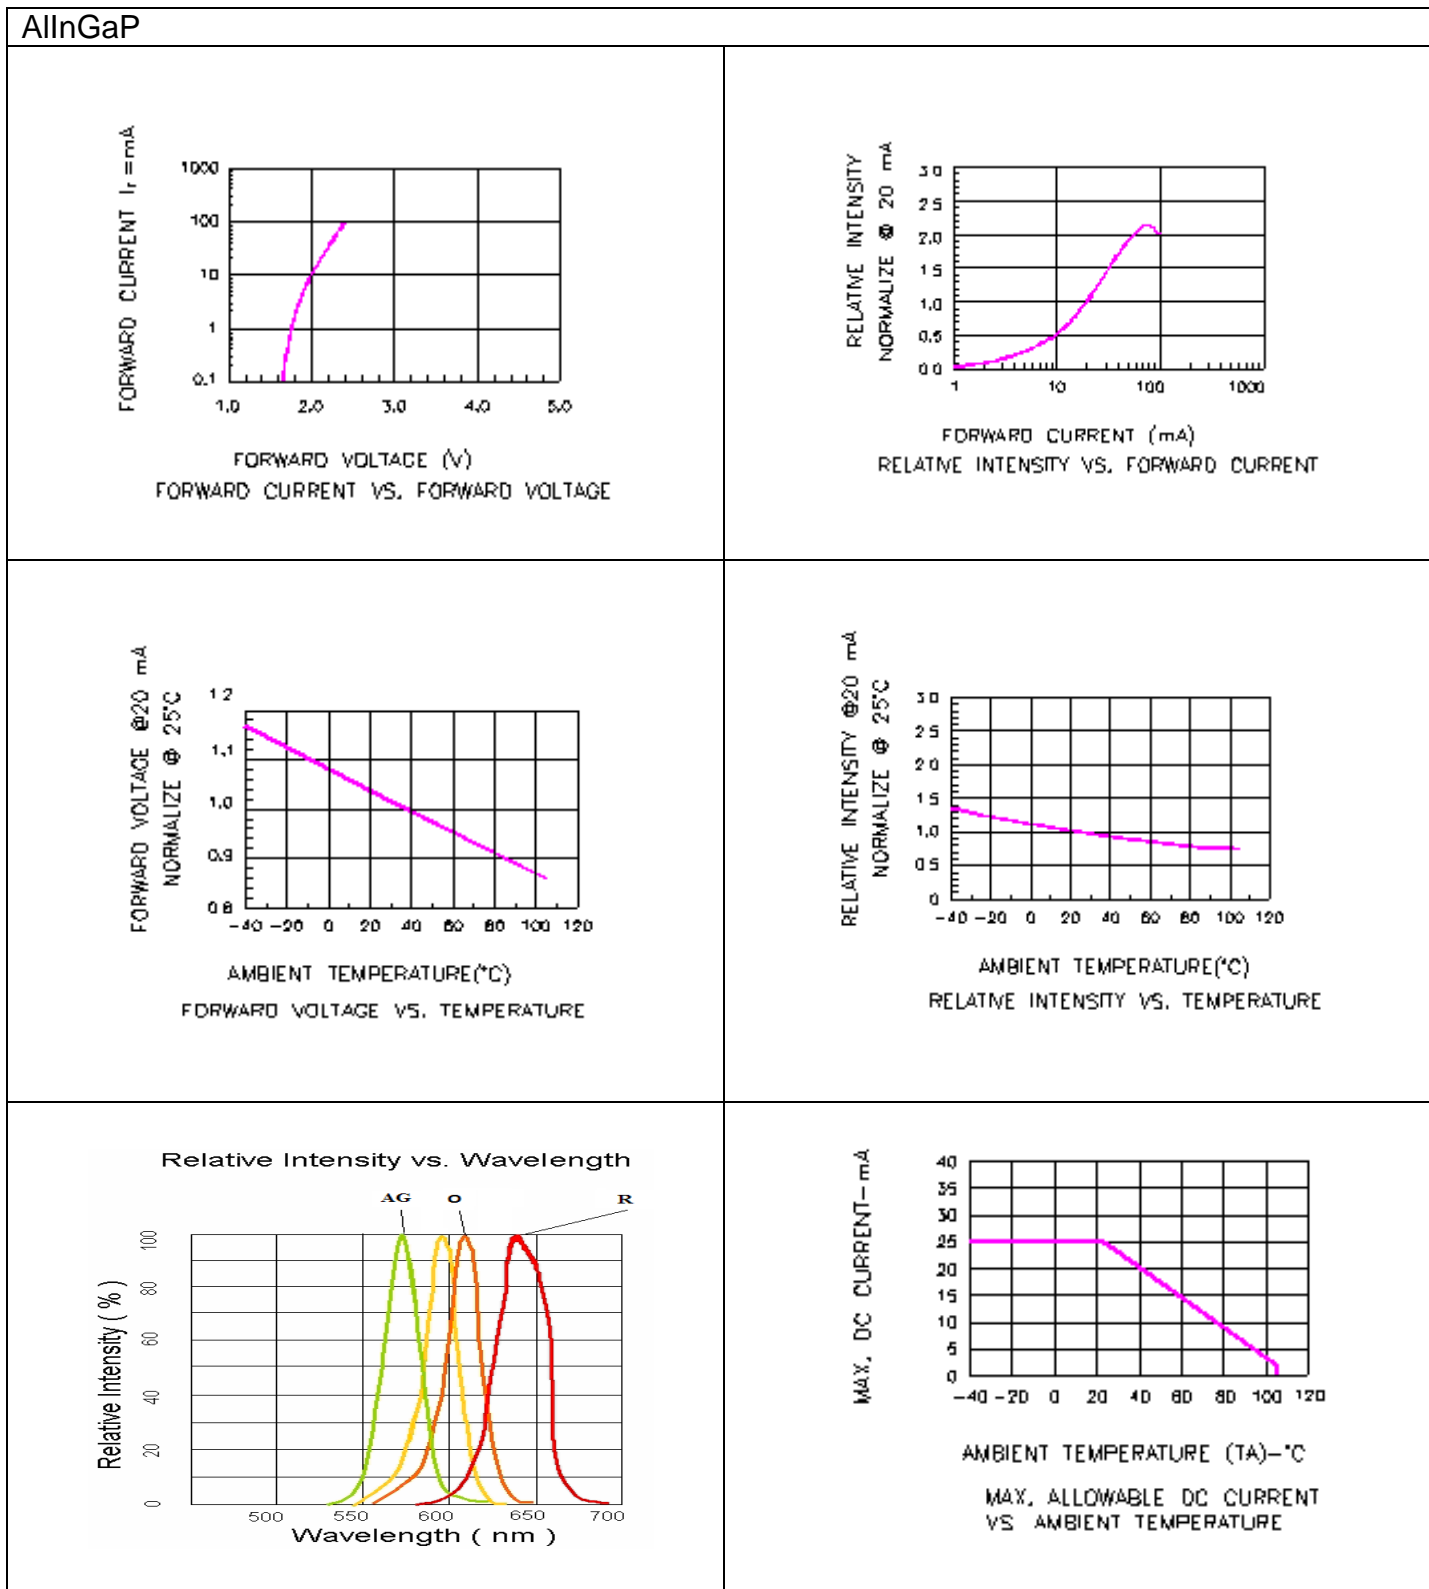 AlInGaP
FORWARD CURRENT IF=mA
1000
100
10
1
0.1
1.0 2.0 3.0 4.0 5.0
FORWARD VOLTAGE (V)
FORWARD CURRENT VS. FORWARD VOLTAGE
RELATIVE INTENSITY
NORMALIZE @ 20 mA
3.0
2.5
2.0
1.5
1.0
0.5
0.0
1 10 100 1000
FORWARD CURRENT (mA)
RELATIVE INTENSITY VS. FORWARD CURRENT
FORWARD VOLTAGE @20 mA
NORMALIZE @ 25°C
1.2
1.1
1.0
0.9
0.8
-40 -20 0 20 40 60 80 100 120
AMBIENT TEMPERATURE(°C)
FORWARD VOLTAGE VS. TEMPERATURE
RELATIVE INTENSITY @20 mA
NORMALIZE @ 25°C
3.0
2.5
2.0
1.5
1.0
0.5
0
-40 -20 0 20 40 60 80 100 120
AMBIENT TEMPERATURE(°C)
RELATIVE INTENSITY VS. TEMPERATURE
Relative Intensity vs. Wavelength
AG O R
Relative Intensity ( % )
100
80
60
40
20
0
500 550 600 650 700
Wavelength ( nm )
MAX. DC CURRENT-mA
40
35
30
25
20
15
10
5
0
-40 -20 0 20 40 60 80 100 120
AMBIENT TEMPERATURE (TA)-°C
MAX. ALLOWABLE DC CURRENT
VS AMBIENT TEMPERATURE